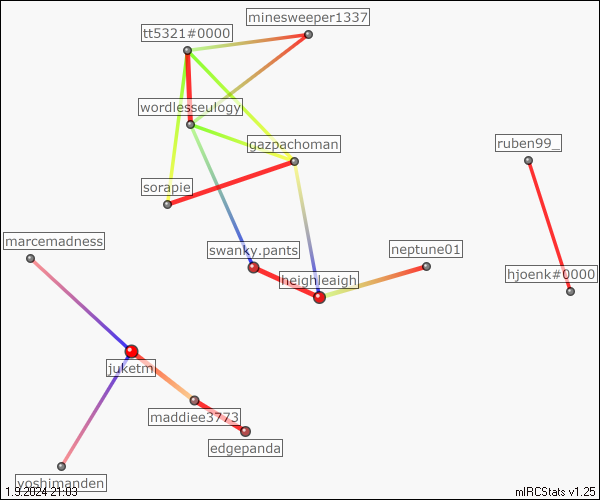 minesweeper1337
tt5321#0000
wordlesseulogy
gazpachoman
ruben99_
sorapie
marcemadness
swanky.pants
neptune01
heighleaigh
hjoenk#0000
juketm
maddiee3773
edgepanda
yoshimanden
1.9.2024 21:03
mIRCStats v1.25